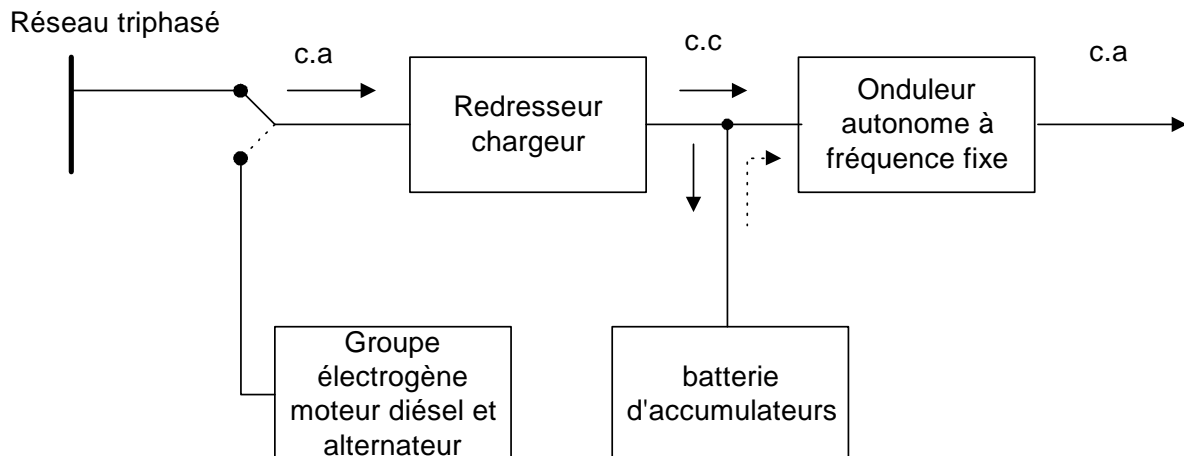 Réseau triphasé
c.a
c.c
c.a
Redresseur
chargeur
Onduleur
autonome à
fréquence fixe
Groupe
électrogène
moteur diésel et
alternateur
batterie
d'accumulateurs